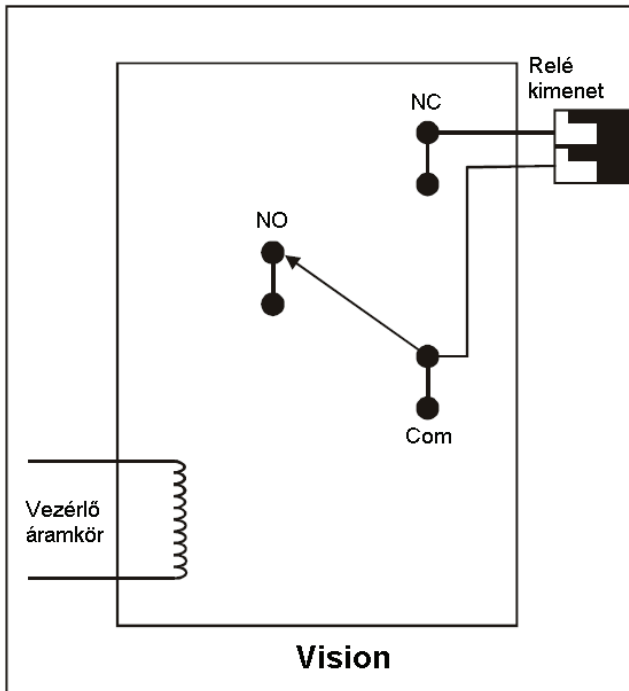 Relé
kimenet
NC
NO
Com
Vezérlő
áramkör
Vision